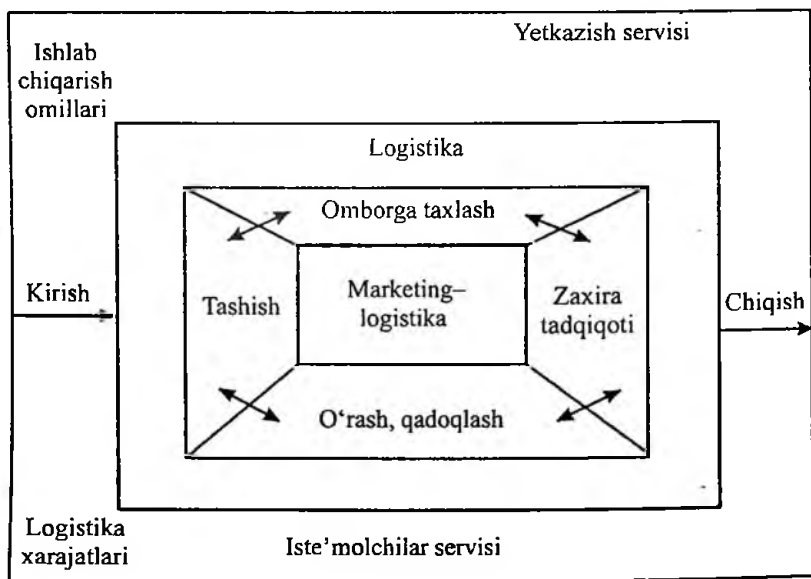 Yetkazish servisi
Ishlab
chiqarish
omillari
Logistika
Omborga taxlash
Kirish
Tashish
Marketing–
logistika
Zaxira
tadqiqoti
Chiqish
O‘rash, qadoqlash
Logistika
xarajatlari
Iste’molchilar servisi